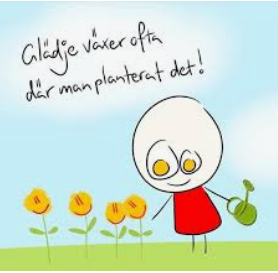 Glädje växer ofta
där man planterat det!